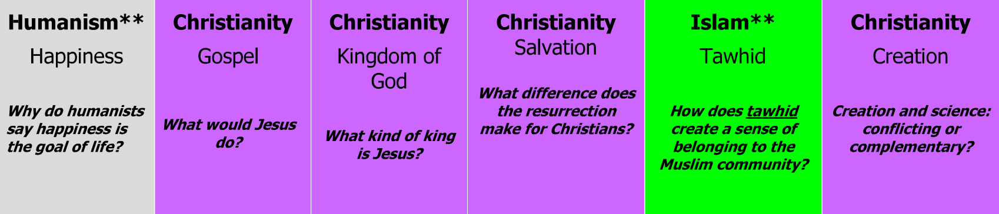 Humanism**
Happiness
Why do humanists
say happiness is
the goal of life?
Christianity
Gospel
What would Jesus
do?
Christianity
Kingdom of
God
What kind of king
is Jesus?
Christianity
Salvation
What difference does
the resurrection
make for Christians?
Islam**
Tawhid
How does tawhid
create a sense of
belonging to the
Muslim community?
Christianity
Creation
Creation and science:
conflicting or
complementary?